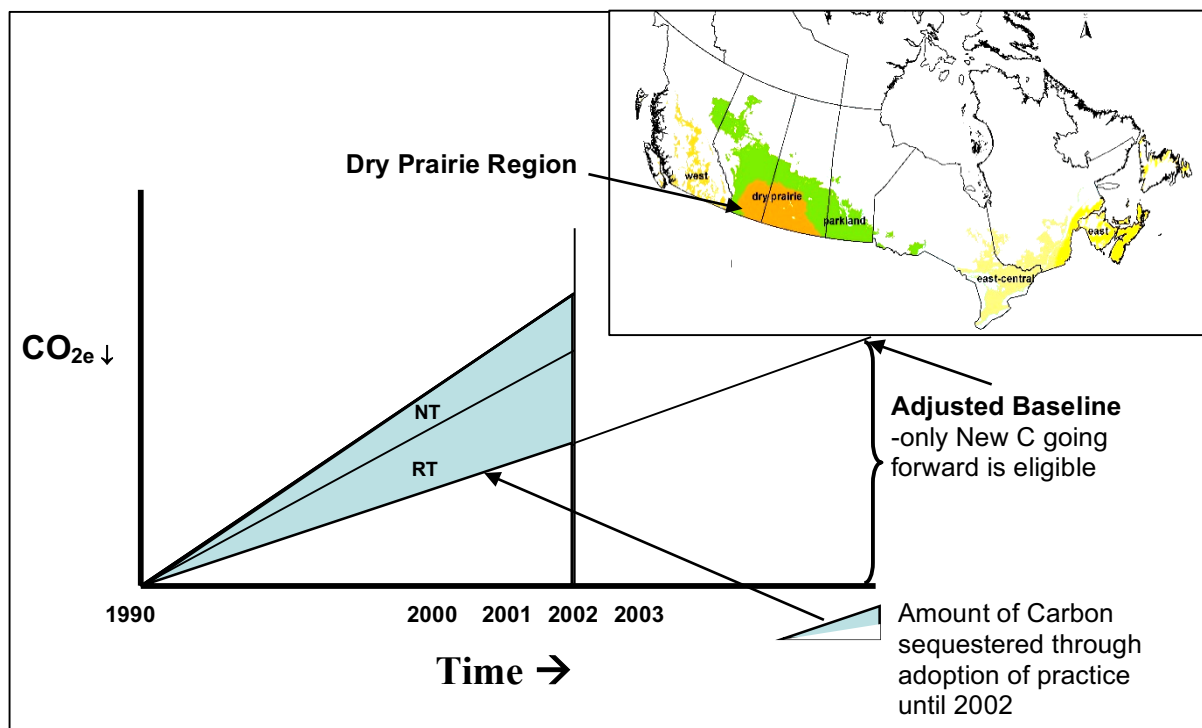 Dry Prairie Region
west
dry prairie
parkland
east
east-central
CO2e ↓
NT
RT
Adjusted Baseline
-only New C going
forward is eligible
1990
2000
2001
2002
2003
Time →
Amount of Carbon
sequestered through
adoption of practice
until 2002